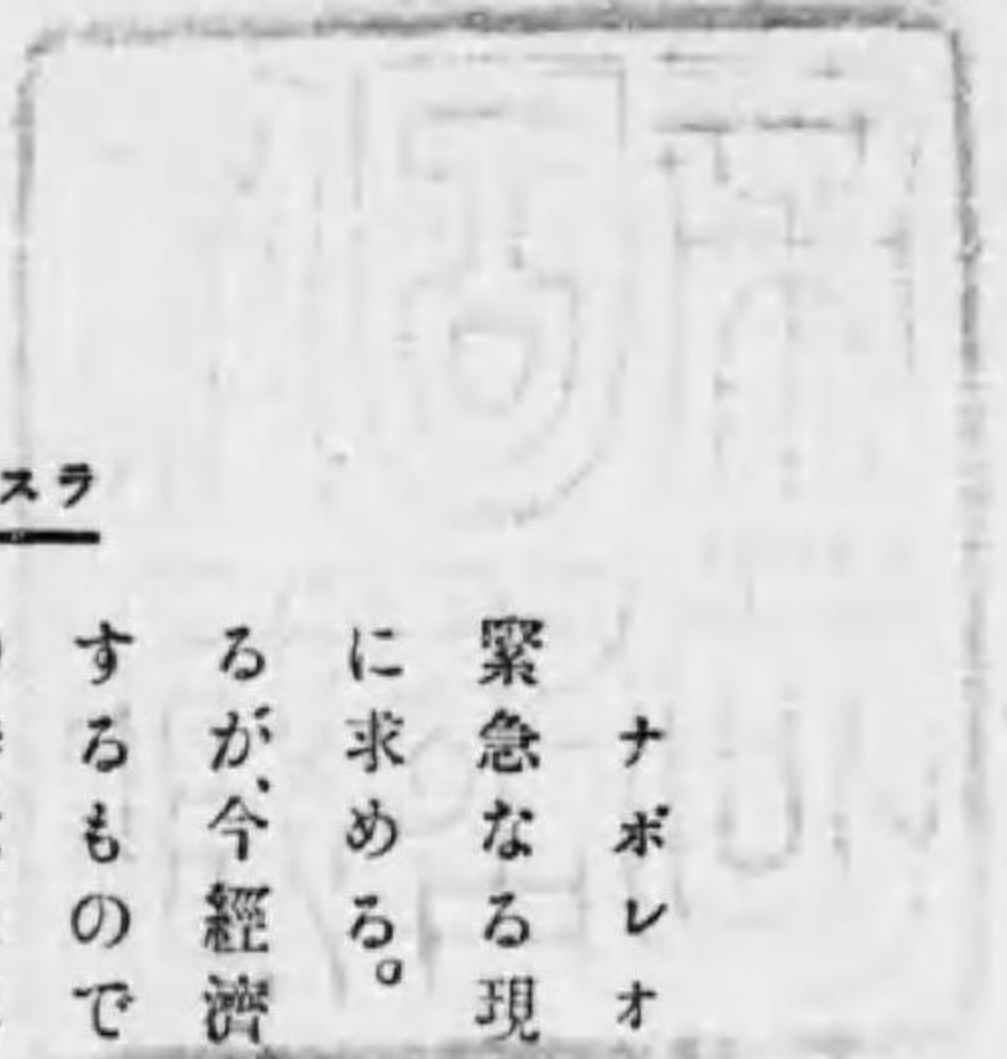 ラス
ナポレオ
緊急なる現
に求める。
るが、今經濟
するもので